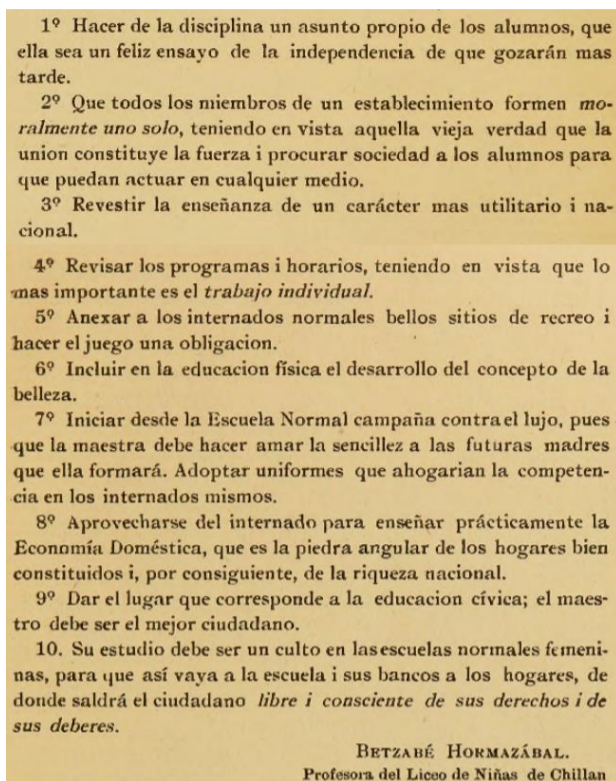 1º Hacer de la disciplina un asunto propio de los alumnos, que
ella sea un feliz ensayo de la independencia de que gozarán mas
tarde.
2º Que todos los miembros de un establecimiento formen mo-
ralmente uno solo, teniendo en vista aquella vieja verdad que la
union constituye la fuerza i procurar sociedad a los alumnos para
que puedan actuar en cualquier medio.
3º Revestir la enseñanza de un carácter mas utilitario i na-
cional.
4º Revisar los programas i horarios, teniendo en vista que lo
mas importante es el trabajo individual.
5º Anexar a los internados normales bellos sitios de recreo i
hacer el juego una obligacion.
6º Incluir en la educacion física el desarrollo del concepto de la
belleza.
7º Iniciar desde la Escuela Normal campaña contra el lujo, pues
que la maestra debe hacer amar la sencillez a las futuras madres
que ella formará. Adoptar uniformes que ahogarian la competen-
cia en los internados mismos.
8º Aprovecharse del internado para enseñar prácticamente la
Economía Doméstica, que es la piedra angular de los hogares bien
constituidos i, por consiguiente, de la riqueza nacional.
9º Dar el lugar que corresponde a la educacion cívica; el maes-
tro debe ser el mejor ciudadano.
10. Su estudio debe ser un culto en las escuelas normales femeni-
nas, para que así vaya a la escuela i sus bancos a los hogares, de
donde saldrá el ciudadano libre i consciente de sus derechos i de
sus deberes.
BETZABÉ HORMAZÁBAL.
Profesora del Liceo de Niñas de Chillan